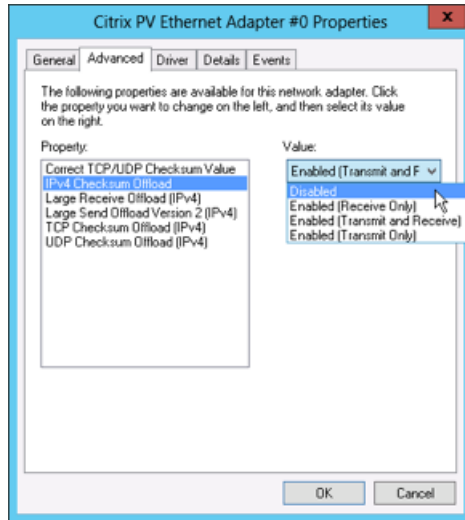 Citrix PV Ethernet Adapter #0 Properties
x
General Advanced Driver Details Events
The following properties are available for this network adapter. Click
the property you want to change on the left, and then select its value
on the right.
Property: Value:
Correct TCP/UDP Checksum Value Enabled (Transmit and F
IPv4 Checksum Offload Disabled
Large Receive Offload (IPv4) Enabled (Receive Only)
Large Send Offload Version 2 (IPv4) Enabled (Transmit and Receive)
TCP Checksum Offload (IPv4) Enabled (Transmit Only)
UDP Checksum Offload (IPv4)
OK Cancel